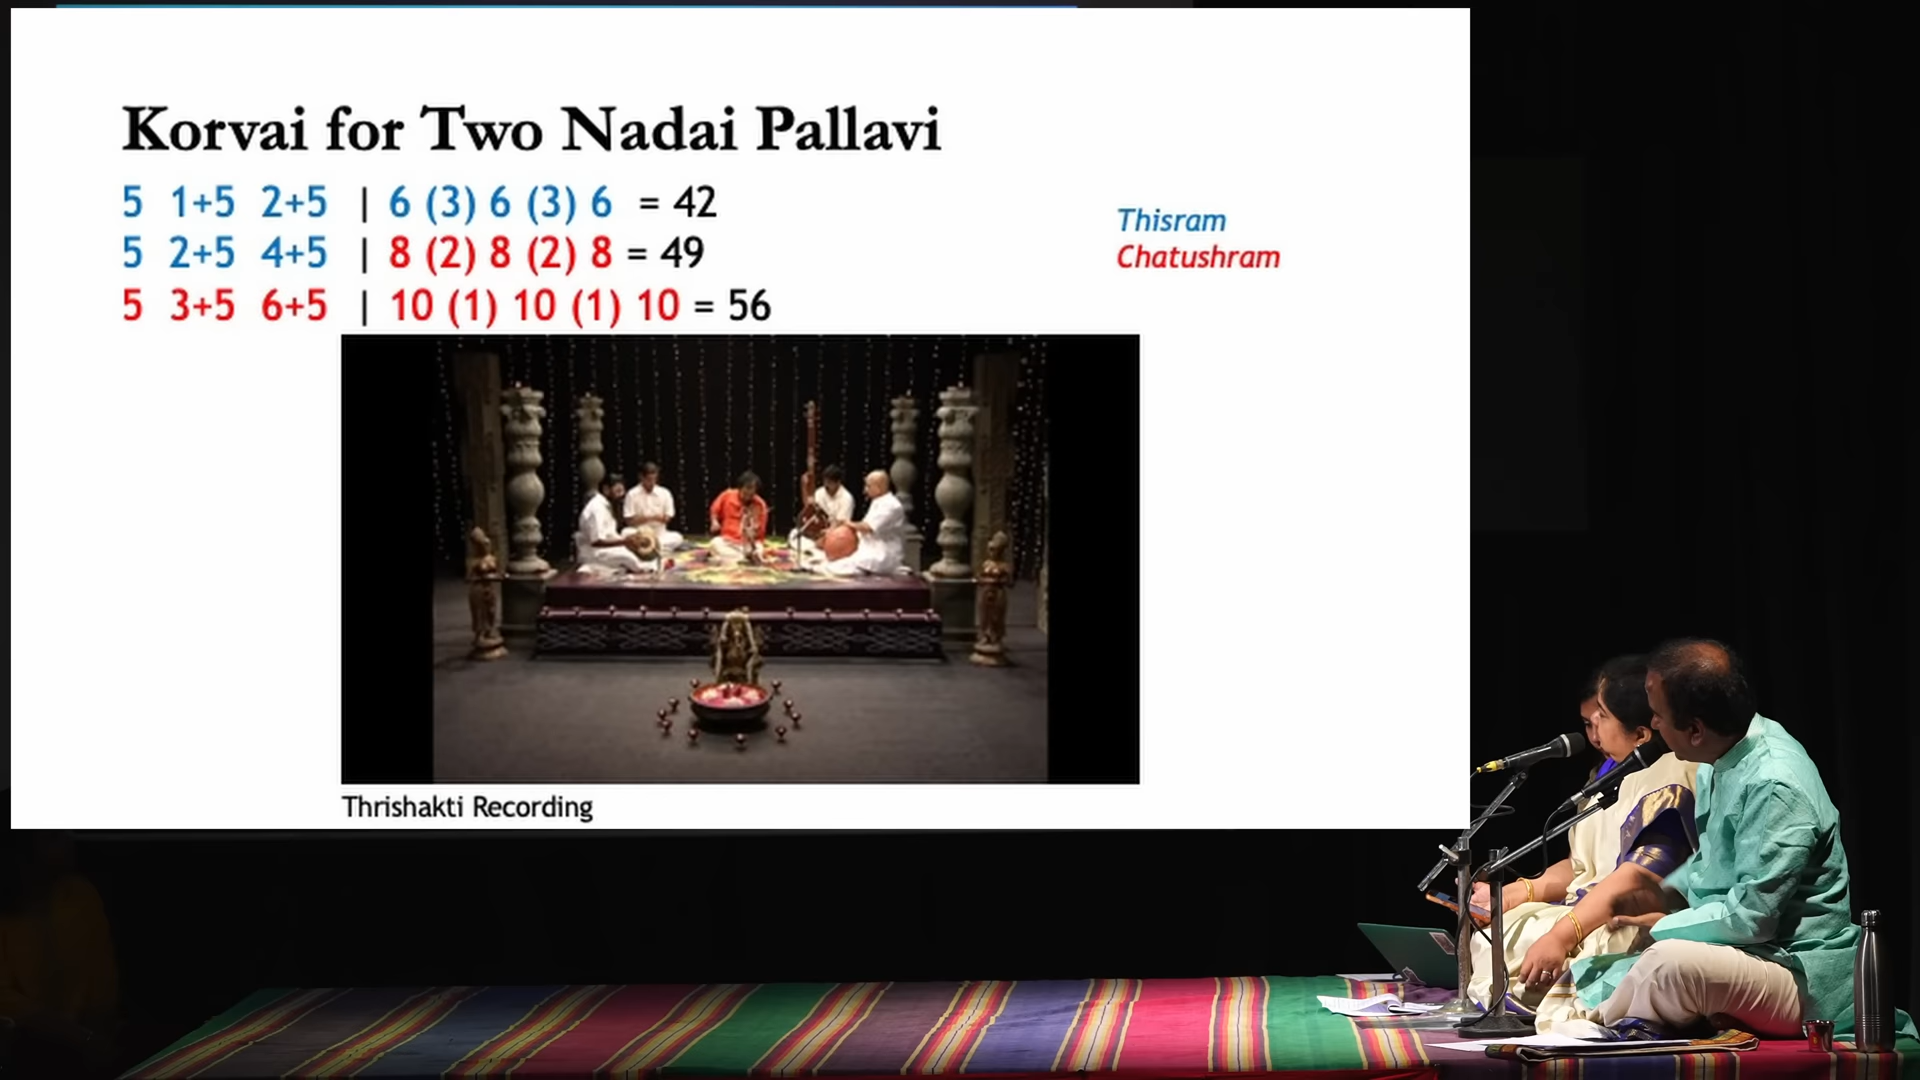 Korvai for Two Nadai Pallavi
5 1+5 2+5 | 6 (3) 6 (3) 6 = 42
5 2+5 4+5 | 8 (2) 8 (2) 8 = 49
5 3+5 6+5 | 10 (1) 10 (1) 10 = 56
Thisram
Chatushram
Thrishakti Recording